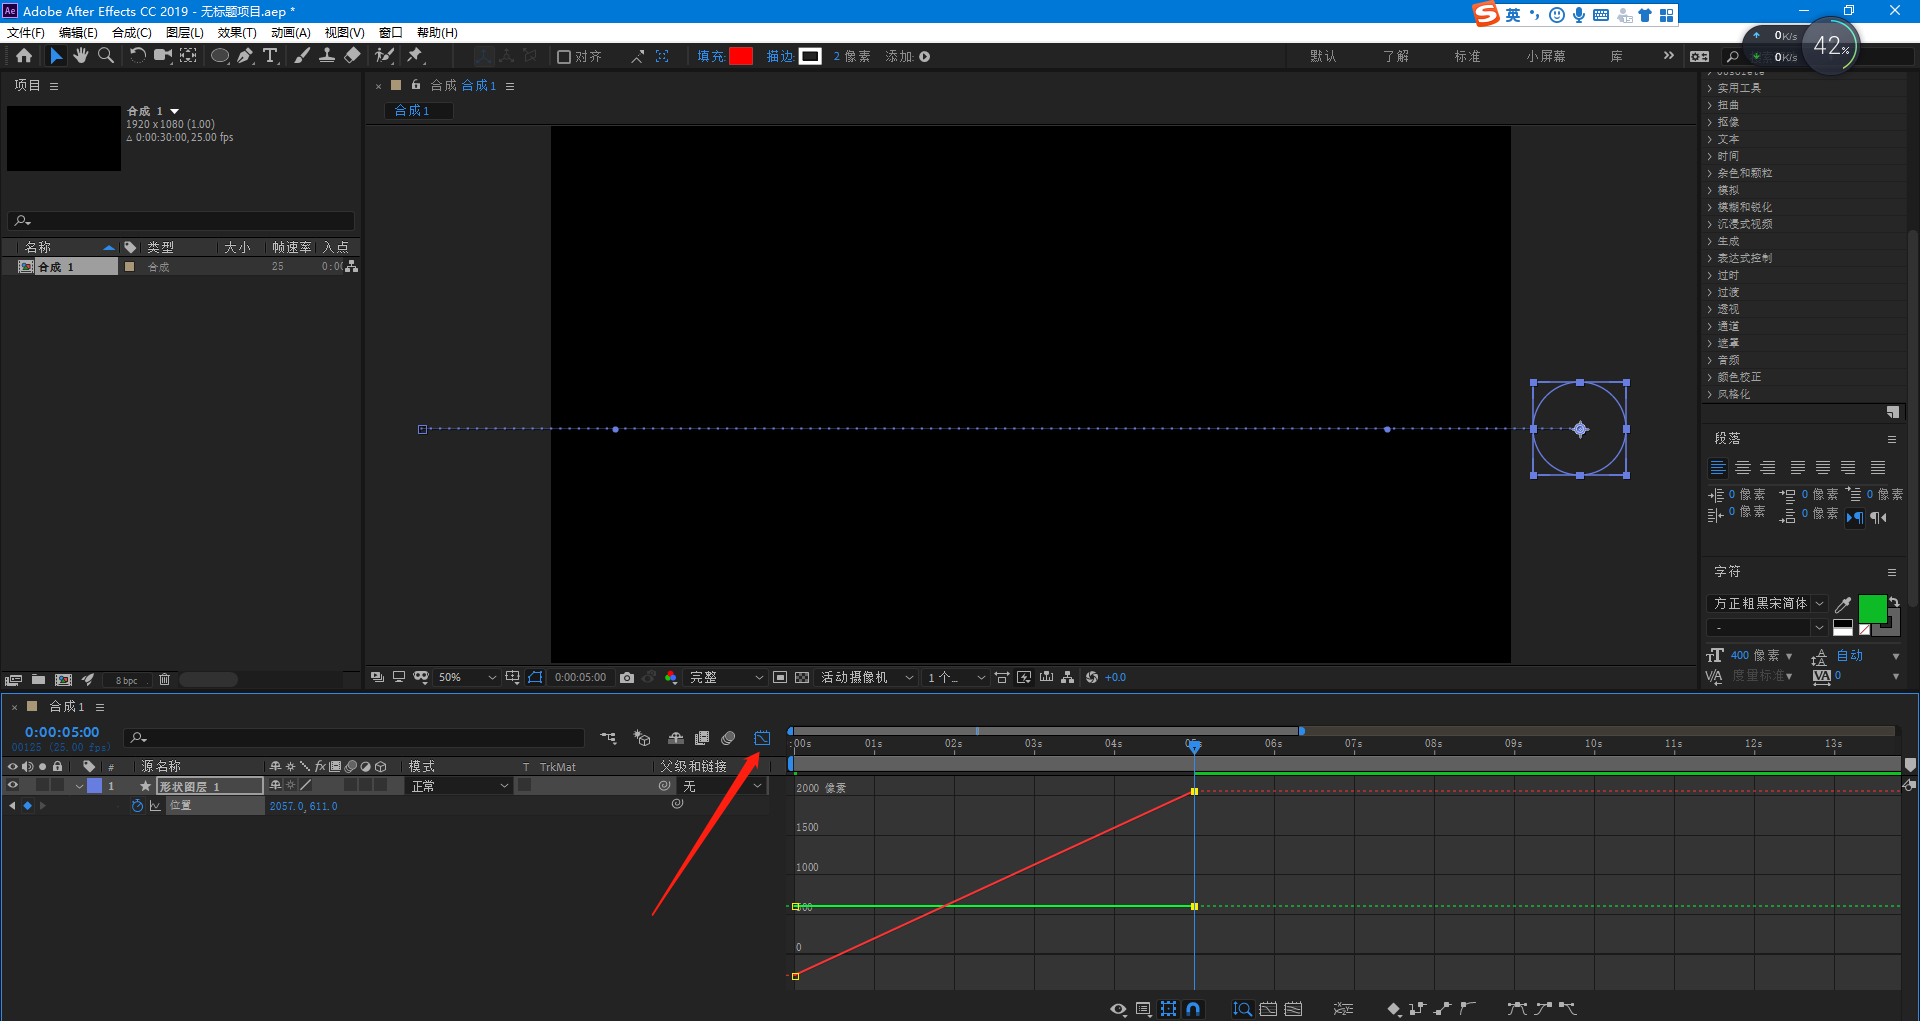 Ae Adobe After Effects CC 2019 - 无标题项目.aep *
英
文件(F) 编辑(E) 合成(C) 图层(L) 效果(T) 动画(A) 视图(V) 窗口 帮助(H)
对齐 填充: 描边: 2 像素 添加: 默认 了解 标准 小屏幕 库 »
0K/s
0K/s
42%
项目
合成 1
1920 x 1080 (1.00)
Δ 0:00:30:00, 25.00 fps
名称 类型 大小 帧速率 入点
合成 1 合成 25 0:00
8 bpc
× 合成 合成 1
合成 1
50% 0:00:05:00 完整 活动摄像机 1 个... +0.0
Obsolete
实用工具
扭曲
抠像
文本
时间
杂色和颗粒
模拟
模糊和锐化
沉浸式视频
生成
表达式控制
过时
过渡
透视
通道
遮罩
音频
颜色校正
风格化
段落
0 像素 0 像素 0 像素
0 像素 0 像素
字符
方正粗黑宋简体
-
400 像素 自动
度量标准 0
× 合成 1
0:00:05:00
00125 (25.00 fps)
# 源名称 fx 模式 T TrkMat 父级和链接
1 形状图层 1 正常 无
位置 2057.0, 611.0
:00s 01s 02s 03s 04s 05s 06s 07s 08s 09s 10s 11s 12s 13s
2000 像素
1500
1000
500
0